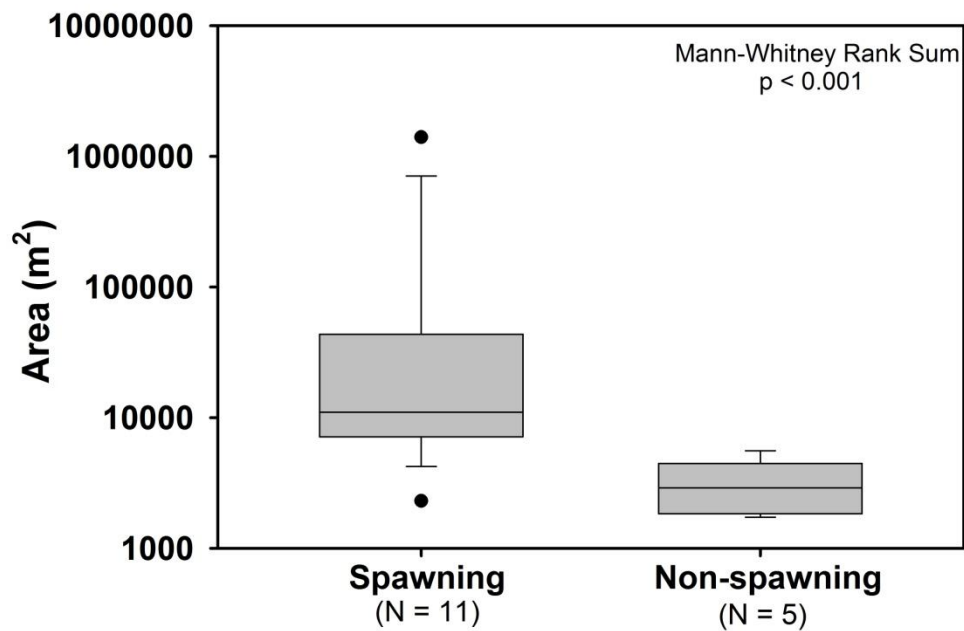 10000000
Mann-Whitney Rank Sum
p < 0.001
1000000
100000
10000
1000
Area (m²)
Spawning
(N = 11)
Non-spawning
(N = 5)